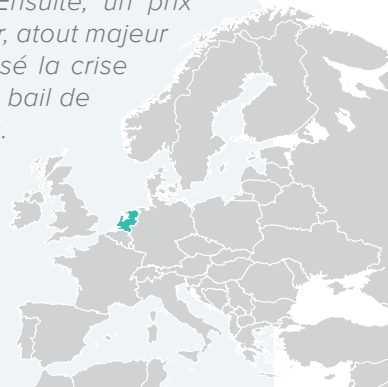 Ensuite, un prix
r, atout majeur
sé la crise
bail de